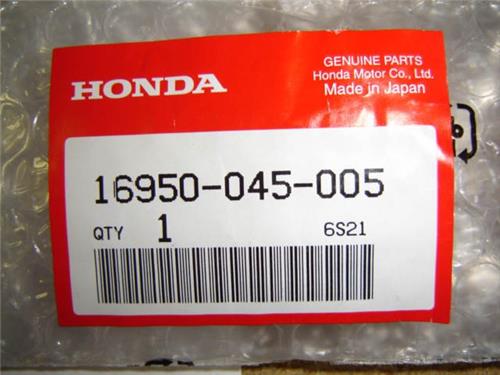 HONDA
GENUINE PARTS
Honda Motor Co., Ltd.
Made in Japan
16950-045-005
QTY 1 6S21